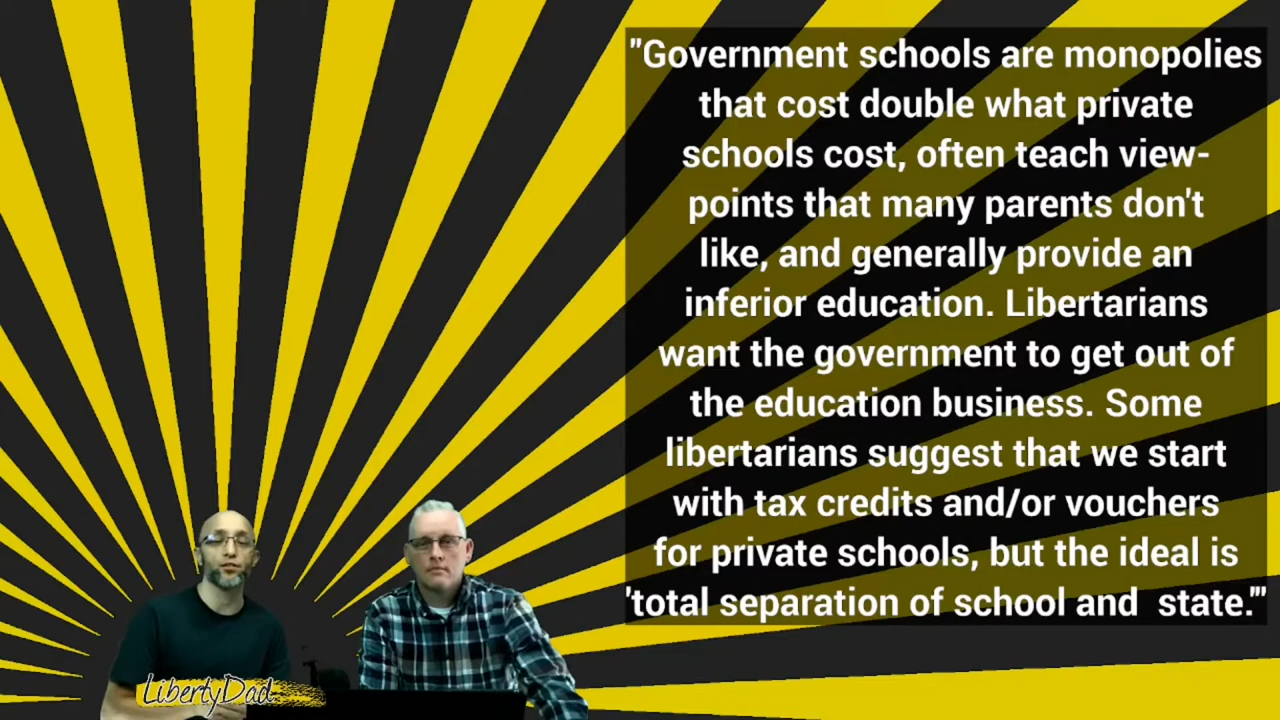 "Government schools are monopolies
that cost double what private
schools cost, often teach view-
points that many parents don't
like, and generally provide an
inferior education. Libertarians
want the government to get out of
the education business. Some
libertarians suggest that we start
with tax credits and/or vouchers
for private schools, but the ideal is
'total separation of school and  state.'"
LibertyDad